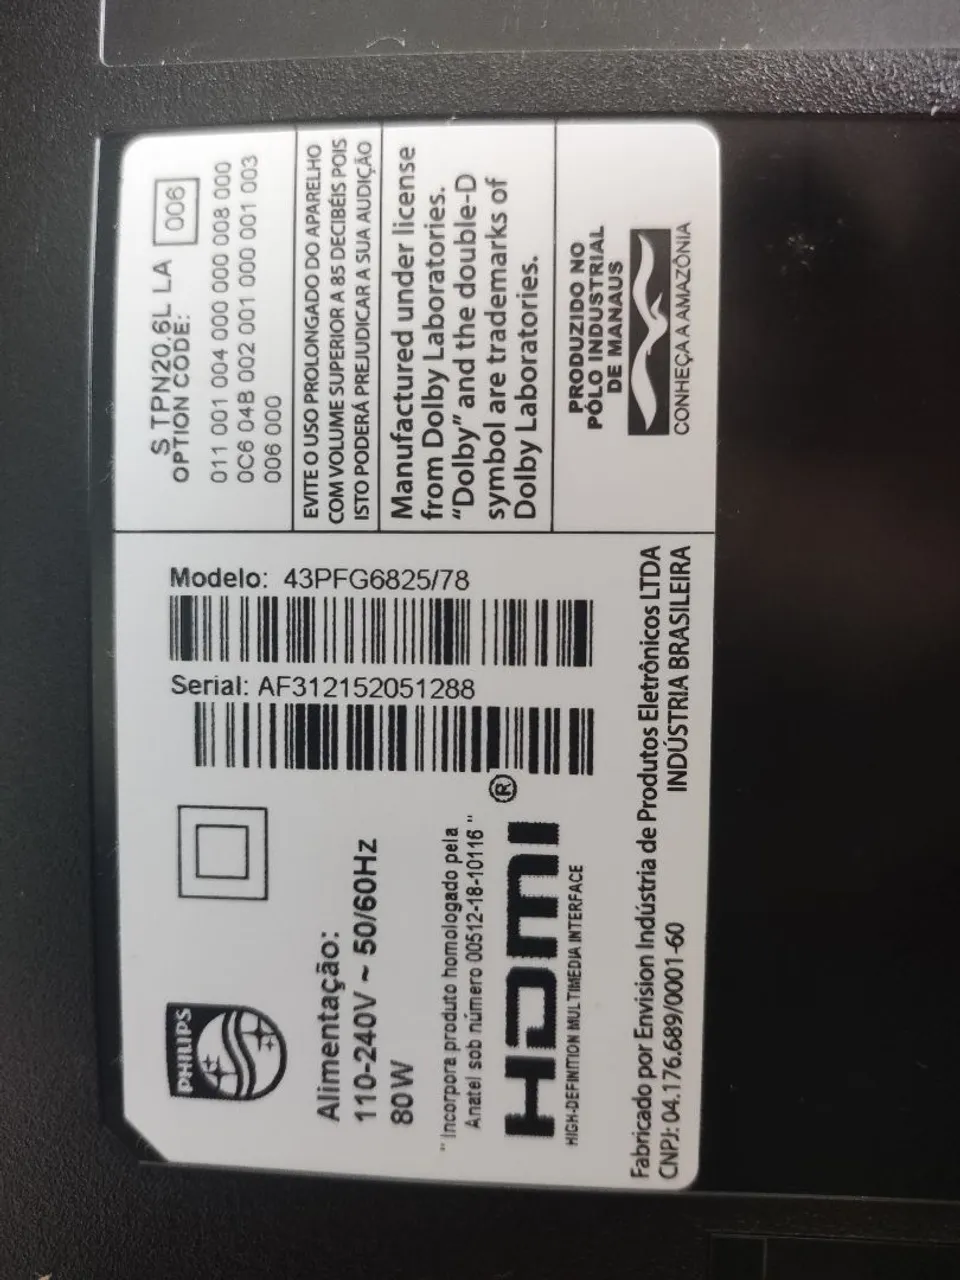 PHILIPS
Alimentação:
110-240V ~ 50/60Hz
80W
" Incorpora produto homologado pela
Anatel sob número 00512-18-10116 "
HDMI®
HIGH-DEFINITION MULTIMEDIA INTERFACE
Modelo: 43PFG6825/78
Serial: AF312152051288
Fabricado por Envision Indústria de Produtos Eletrônicos LTDA
CNPJ: 04.176.689/0001-60 INDÚSTRIA BRASILEIRA
S TPN20.6L LA 006
OPTION CODE:
011 001 004 000 000 008 000
0C6 04B 002 001 000 001 003
006 000
EVITE O USO PROLONGADO DO APARELHO
COM VOLUME SUPERIOR A 85 DECIBÉIS POIS
ISTO PODERÁ PREJUDICAR A SUA AUDIÇÃO
Manufactured under license
from Dolby Laboratories.
“Dolby” and the double-D
symbol are trademarks of
Dolby Laboratories.
PRODUZIDO NO
PÓLO INDUSTRIAL
DE MANAUS
CONHEÇA A AMAZÔNIA